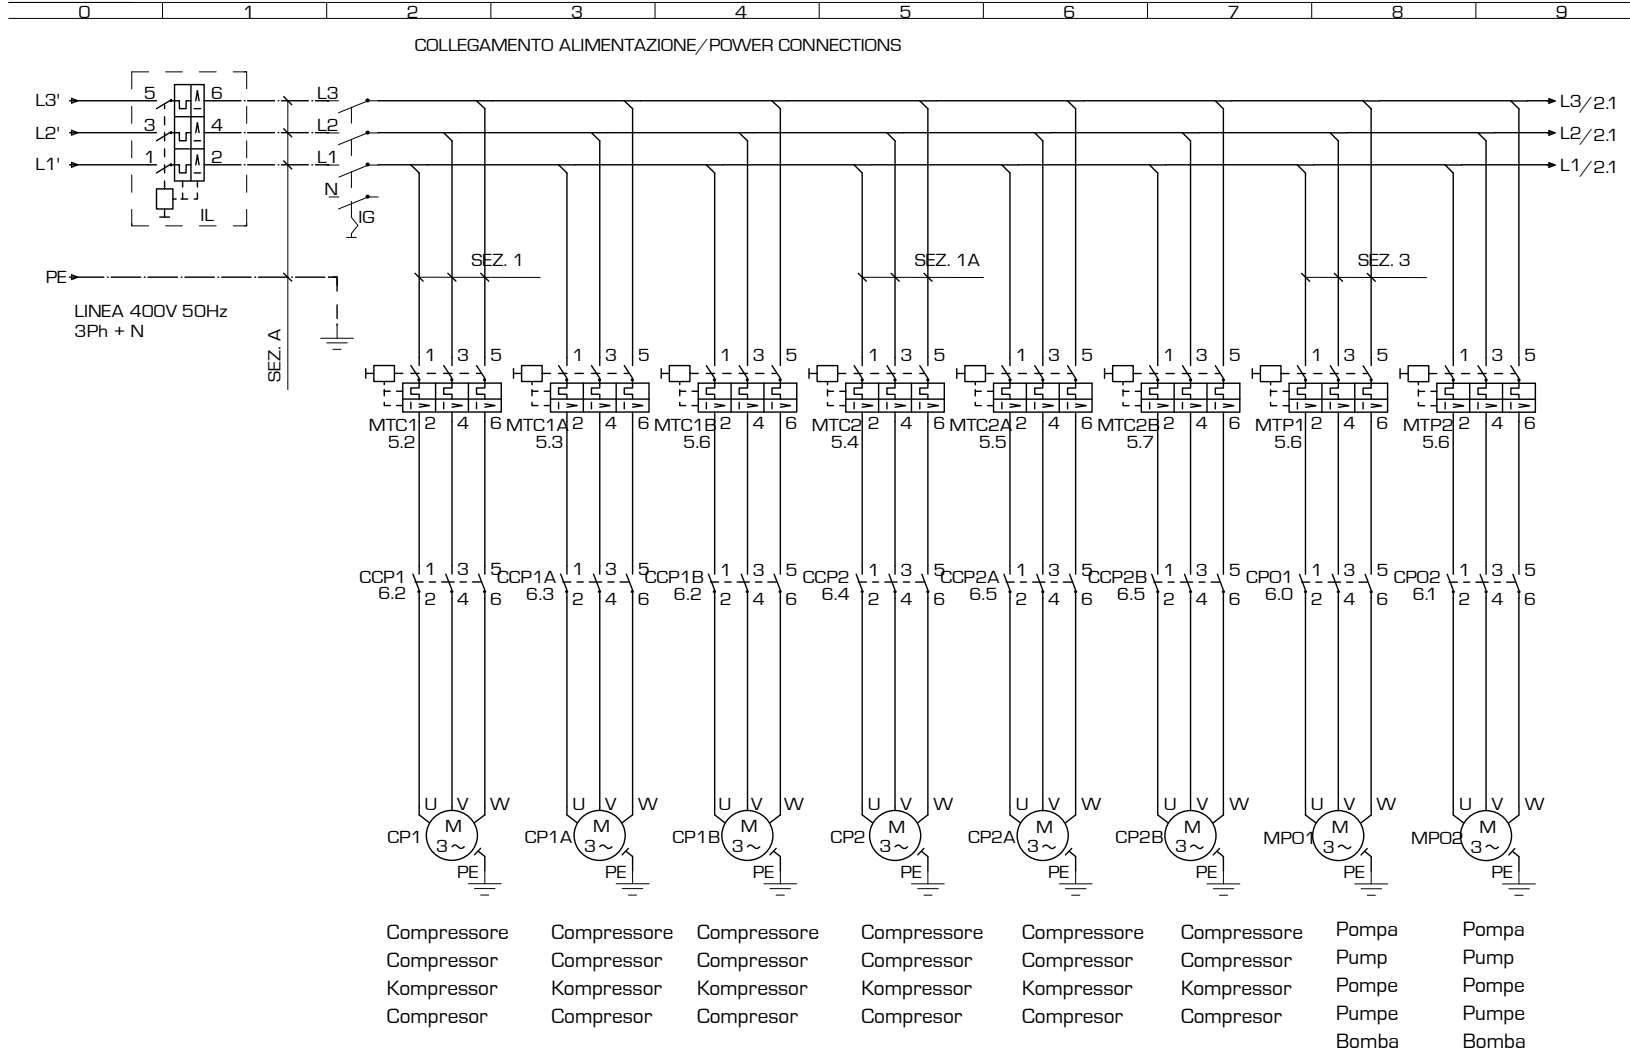 0 1 2 3 4 5 6 7 8 9
COLLEGAMENTO ALIMENTAZIONE/POWER CONNECTIONS
L3' 5 6 L3 L3/2.1
L2' 3 4 L2 L2/2.1
L1' 1 2 L1 L1/2.1
N
IL IG
PE SEZ. 1 SEZ. 1A SEZ. 3
LINEA 400V 50Hz
3Ph + N
SEZ. A
1 3 5 1 3 5 1 3 5 1 3 5 1 3 5 1 3 5 1 3 5 1 3 5
MTC1 2 4 6 MTC1A 2 4 6 MTC1B 2 4 6 MTC2 2 4 6 MTC2A 2 4 6 MTC2B 2 4 6 MTP1 2 4 6 MTP2 2 4 6
5.2 5.3 5.6 5.4 5.5 5.7 5.6 5.6
CCP1 1 3 5 CCP1A 1 3 5 CCP1B 1 3 5 CCP2 1 3 5 CCP2A 1 3 5 CCP2B 1 3 5 CPO1 1 3 5 CPO2 1 3 5
6.2 2 4 6 6.3 2 4 6 6.2 2 4 6 6.4 2 4 6 6.5 2 4 6 6.5 2 4 6 6.0 2 4 6 6.1 2 4 6
U V W U V W U V W U V W U V W U V W U V W U V W
M M M M M M M M
CP1 CP1A CP1B CP2 CP2A CP2B MPO1 MPO2
3~ 3~ 3~ 3~ 3~ 3~ 3~ 3~
PE PE PE PE PE PE PE PE
Compressore Compressore Compressore Compressore Compressore Compressore Pompa Pompa
Compressor Compressor Compressor Compressor Compressor Compressor Pump Pump
Kompressor Kompressor Kompressor Kompressor Kompressor Kompressor Pompe Pompe
Compresor Compresor Compresor Compresor Compresor Compresor Pumpe Pumpe
Bomba Bomba